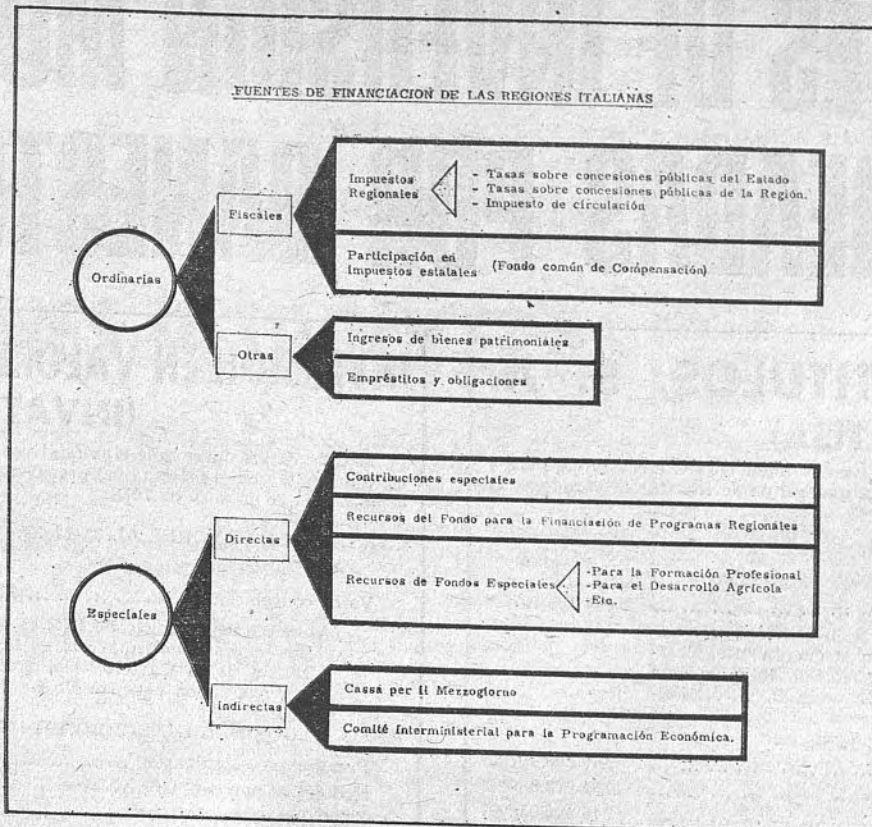 FUENTES DE FINANCIACION DE LAS REGIONES ITALIANAS
Ordinarias
Fiscales
Impuestos
Regionales
- Tasas sobre concesiones públicas del Estado
- Tasas sobre concesiones públicas de la Región.
- Impuesto de circulación
Participación en
impuestos estatales (Fondo común de Compensación)
Otras
Ingresos de bienes patrimoniales
Empréstitos y obligaciones
Especiales
Directas
Contribuciones especiales
Recursos del Fondo para la Financiación de Programas Regionales
Recursos de Fondos Especiales
-Para la Formación Profesional
-Para el Desarrollo Agrícola
-Etc.
Indirectas
Cassa per Il Mezzogiorno
Comité Interministerial para la Programación Económica.